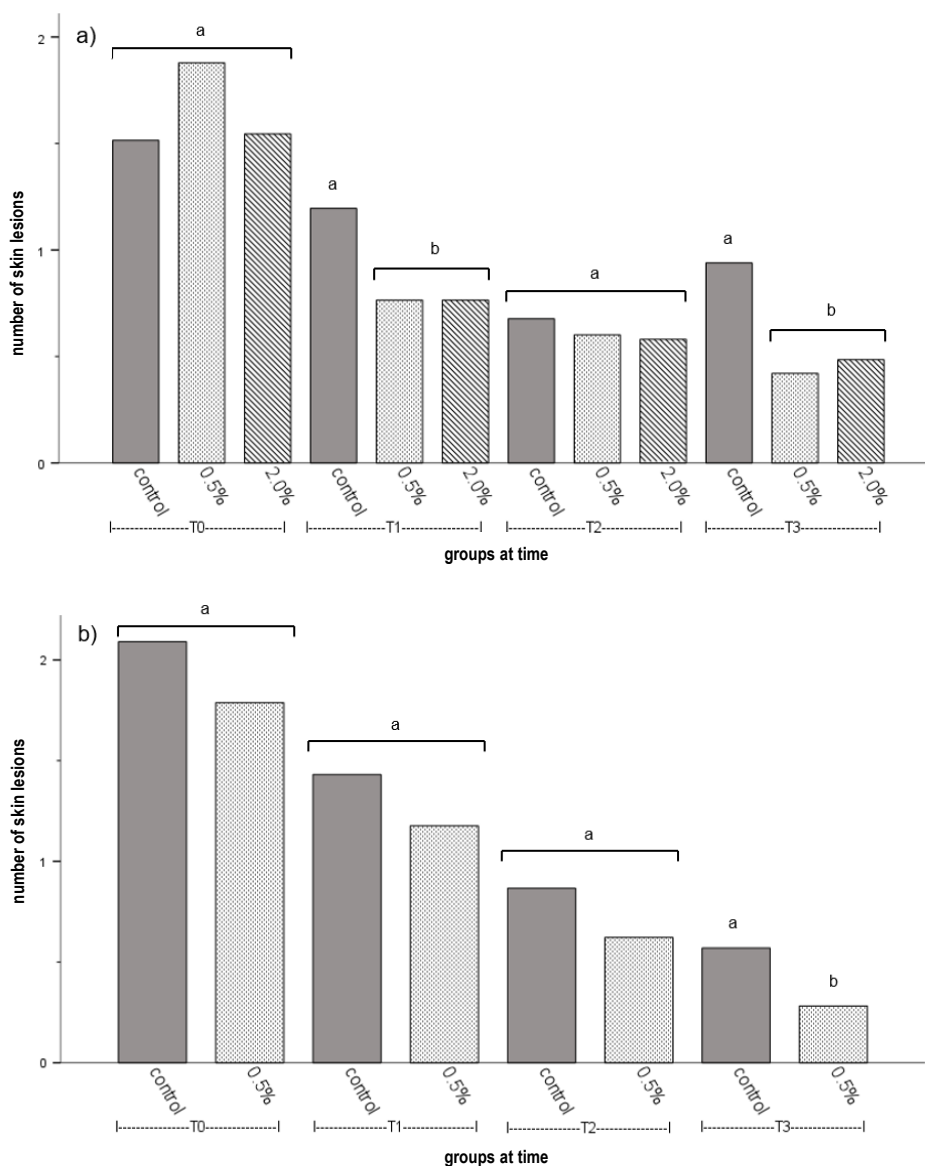 a)
a
2
a
a
b
a
b
1
0
number of skin lesions
control 0.5% 2.0% control 0.5% 2.0% control 0.5% 2.0% control 0.5% 2.0%
|---------------T0---------------| |---------------T1---------------| |---------------T2---------------| |---------------T3---------------|
groups at time
b)
a
2
a
a
1
a
b
0
number of skin lesions
control 0.5% control 0.5% control 0.5% control 0.5%
|---------------T0---------------| |---------------T1---------------| |---------------T2---------------| |---------------T3---------------|
groups at time